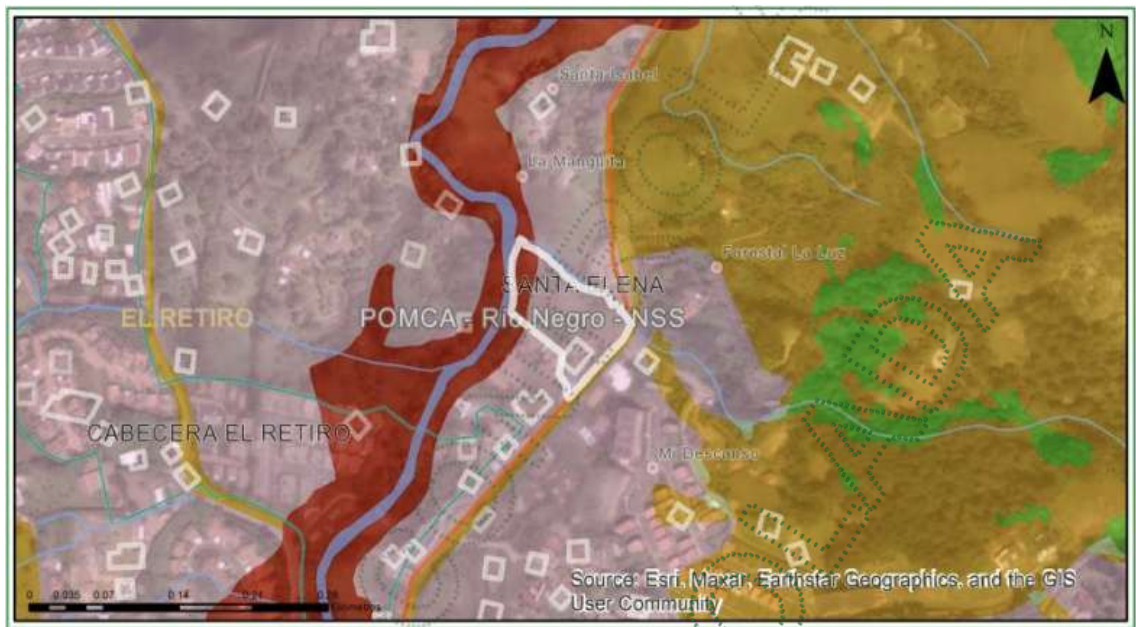 N
Santa Isabel
La Manguita
Forestal La Luz
SANTA ELENA
EL RETIRO
POMCA - Rio Negro - NSS
CABECERA EL RETIRO
Mi Descanso
Source: Esri, Maxar, Earthstar Geographics, and the GIS
User Community
0 0.035 0.07 0.14 0.21 0.28
Kilometers